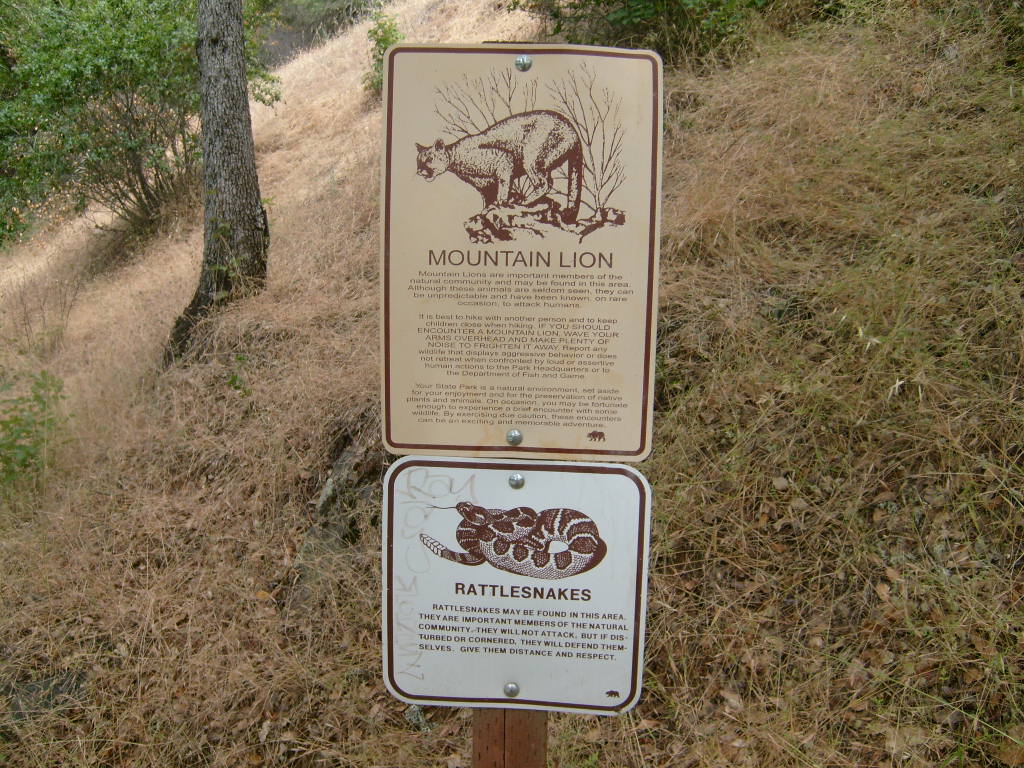 MOUNTAIN LION
Mountain Lions are important members of the
natural community and may be found in this area.
Although these animals are seldom seen, they can
be unpredictable and have been known, on rare
occasion, to attack humans.
It is best to hike with another person and to keep
children close when hiking. IF YOU SHOULD
ENCOUNTER A MOUNTAIN LION, WAVE YOUR
ARMS OVERHEAD AND MAKE PLENTY OF
NOISE TO FRIGHTEN IT AWAY. Report any
wildlife that displays aggressive behavior or does
not retreat when confronted by loud or assertive
human actions to the Park Headquarters or to
the Department of Fish and Game.
Your State Park is a natural environment, set aside
for your enjoyment and for the preservation of native
plants and animals. On occasion, you may be fortunate
enough to experience a brief encounter with some
wildlife. By exercising due caution, these encounters
can be an exciting and memorable adventure.
RATTLESNAKES
RATTLESNAKES MAY BE FOUND IN THIS AREA.
THEY ARE IMPORTANT MEMBERS OF THE NATURAL
COMMUNITY. THEY WILL NOT ATTACK, BUT IF DIS-
TURBED OR CORNERED, THEY WILL DEFEND THEM-
SELVES. GIVE THEM DISTANCE AND RESPECT.